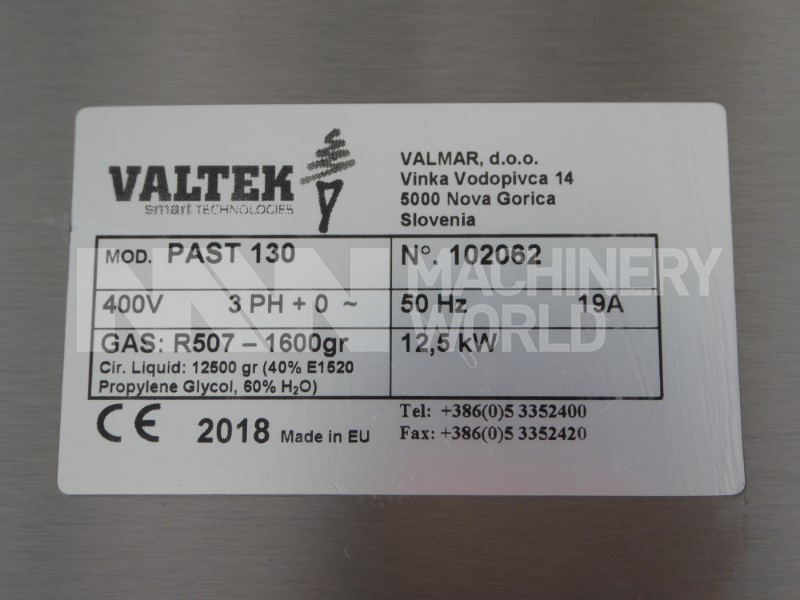 VALTEK
smart TECHNOLOGIES
VALMAR, d.o.o.
Vinka Vodopivca 14
5000 Nova Gorica
Slovenia
MOD. PAST 130
N°. 102062
400V 3 PH + 0 ~
50 Hz 19A
GAS: R507 – 1600gr
12,5 kW
Cir. Liquid: 12500 gr (40% E1520
Propylene Glycol, 60% H₂O)
CE 2018 Made in EU
Tel: +386(0)5 3352400
Fax: +386(0)5 3352420
MACHINERY
WORLD